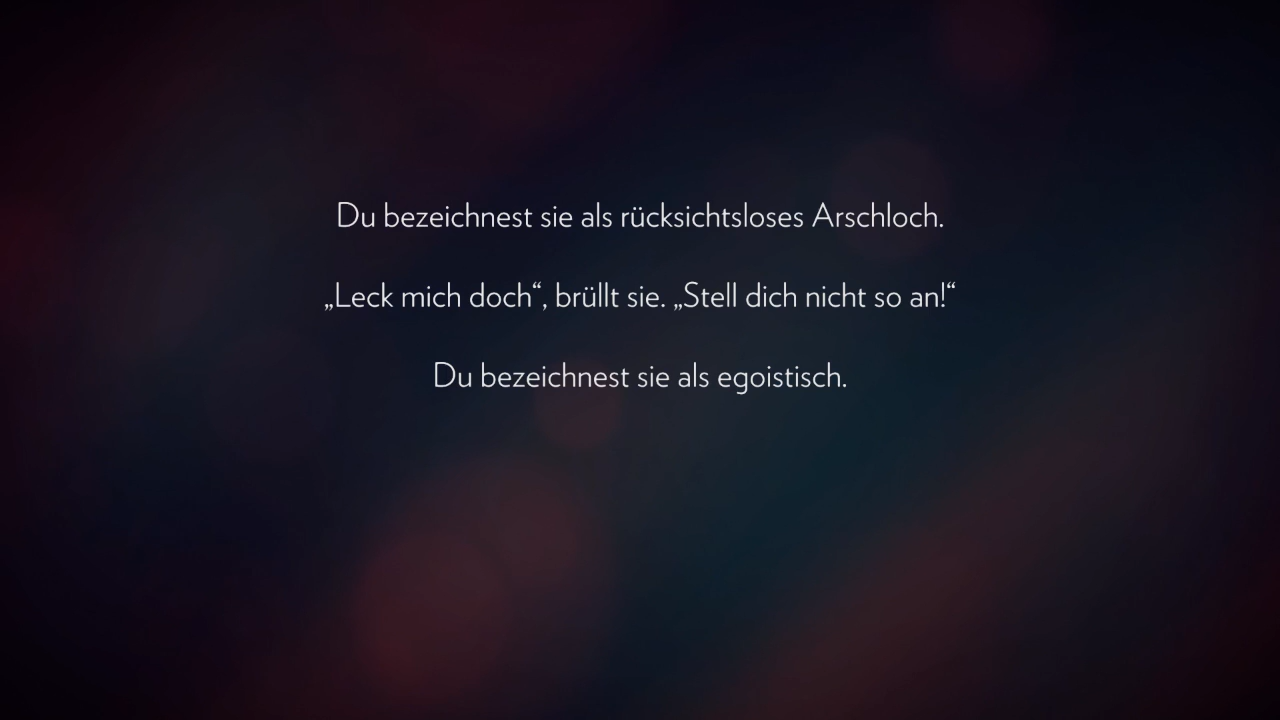 Du bezeichnest sie als rücksichtsloses Arschloch.
„Leck mich doch“, brüllt sie. „Stell dich nicht so an!“
Du bezeichnest sie als egoistisch.